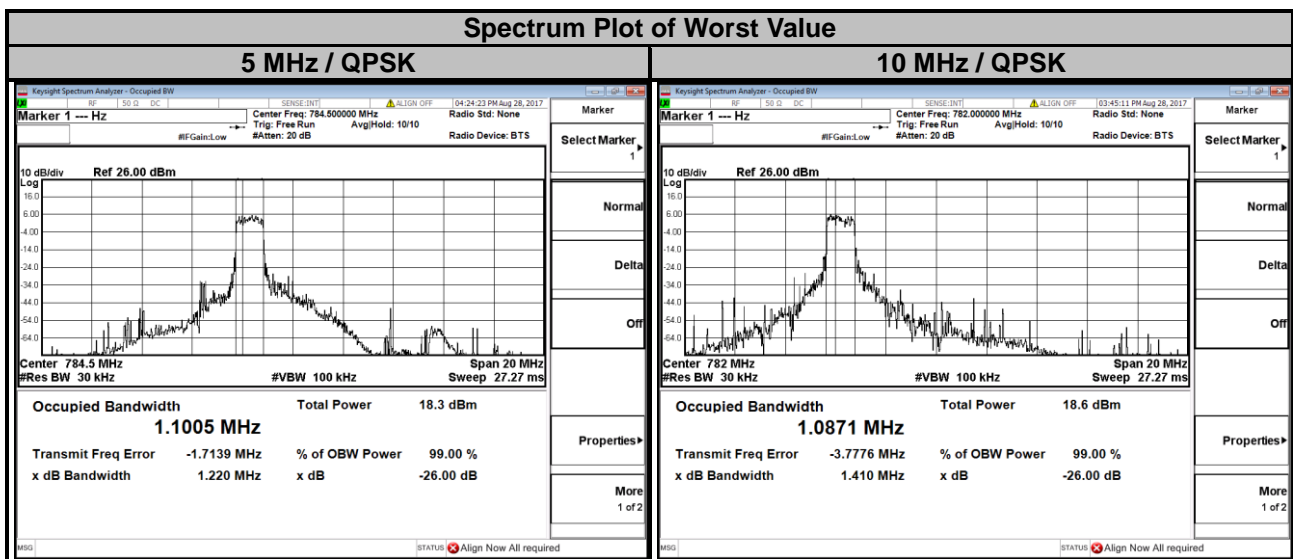 Spectrum Plot of Worst Value
5 MHz / QPSK
10 MHz / QPSK
Keysight Spectrum Analyzer - Occupied BW
RF 50 Ω DC SENSE:INT ALIGN OFF 04:24:23 PM Aug 28, 2017
Marker 1 --- Hz
Center Freq: 784.500000 MHz
Radio Std: None
Trig: Free Run Avg|Hold: 10/10
#IFGain:Low #Atten: 20 dB
Radio Device: BTS
10 dB/div Ref 26.00 dBm
Log
16.0
6.00
-4.00
-14.0
-24.0
-34.0
-44.0
-54.0
-64.0
Center 784.5 MHz Span 20 MHz
#Res BW 30 kHz #VBW 100 kHz Sweep 27.27 ms
Occupied Bandwidth Total Power 18.3 dBm
1.1005 MHz
Transmit Freq Error -1.7139 MHz % of OBW Power 99.00 %
x dB Bandwidth 1.220 MHz x dB -26.00 dB
MSG STATUS Align Now All required
Marker
Select Marker
1
Normal
Delta
Off
Properties
More
1 of 2
Keysight Spectrum Analyzer - Occupied BW
RF 50 Ω DC SENSE:INT ALIGN OFF 03:45:11 PM Aug 28, 2017
Marker 1 --- Hz
Center Freq: 782.000000 MHz
Radio Std: None
Trig: Free Run Avg|Hold: 10/10
#IFGain:Low #Atten: 20 dB
Radio Device: BTS
10 dB/div Ref 26.00 dBm
Log
16.0
6.00
-4.00
-14.0
-24.0
-34.0
-44.0
-54.0
-64.0
Center 782 MHz Span 20 MHz
#Res BW 30 kHz #VBW 100 kHz Sweep 27.27 ms
Occupied Bandwidth Total Power 18.6 dBm
1.0871 MHz
Transmit Freq Error -3.7776 MHz % of OBW Power 99.00 %
x dB Bandwidth 1.410 MHz x dB -26.00 dB
MSG STATUS Align Now All required
Marker
Select Marker
1
Normal
Delta
Off
Properties
More
1 of 2